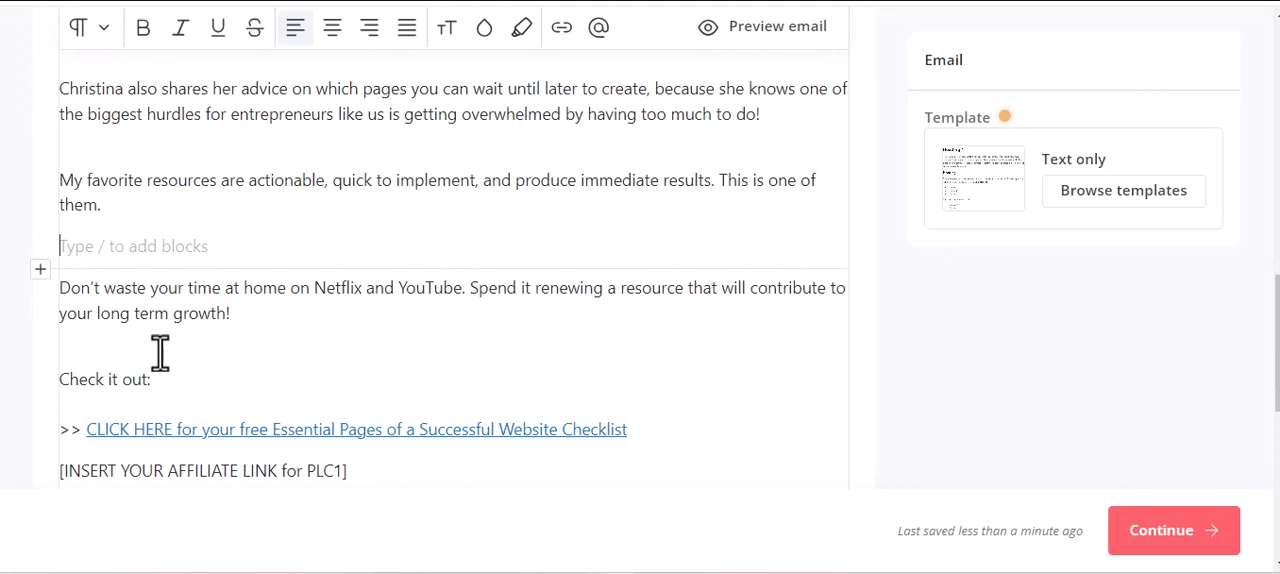 Preview email
Email
Christina also shares her advice on which pages you can wait until later to create, because she knows one of
the biggest hurdles for entrepreneurs like us is getting overwhelmed by having too much to do!
Template
Text only
Browse templates
My favorite resources are actionable, quick to implement, and produce immediate results. This is one of
them.
Type / to add blocks
Don’t waste your time at home on Netflix and YouTube. Spend it renewing a resource that will contribute to
your long term growth!
Check it out:
>> CLICK HERE for your free Essential Pages of a Successful Website Checklist
[INSERT YOUR AFFILIATE LINK for PLC1]
Last saved less than a minute ago
Continue